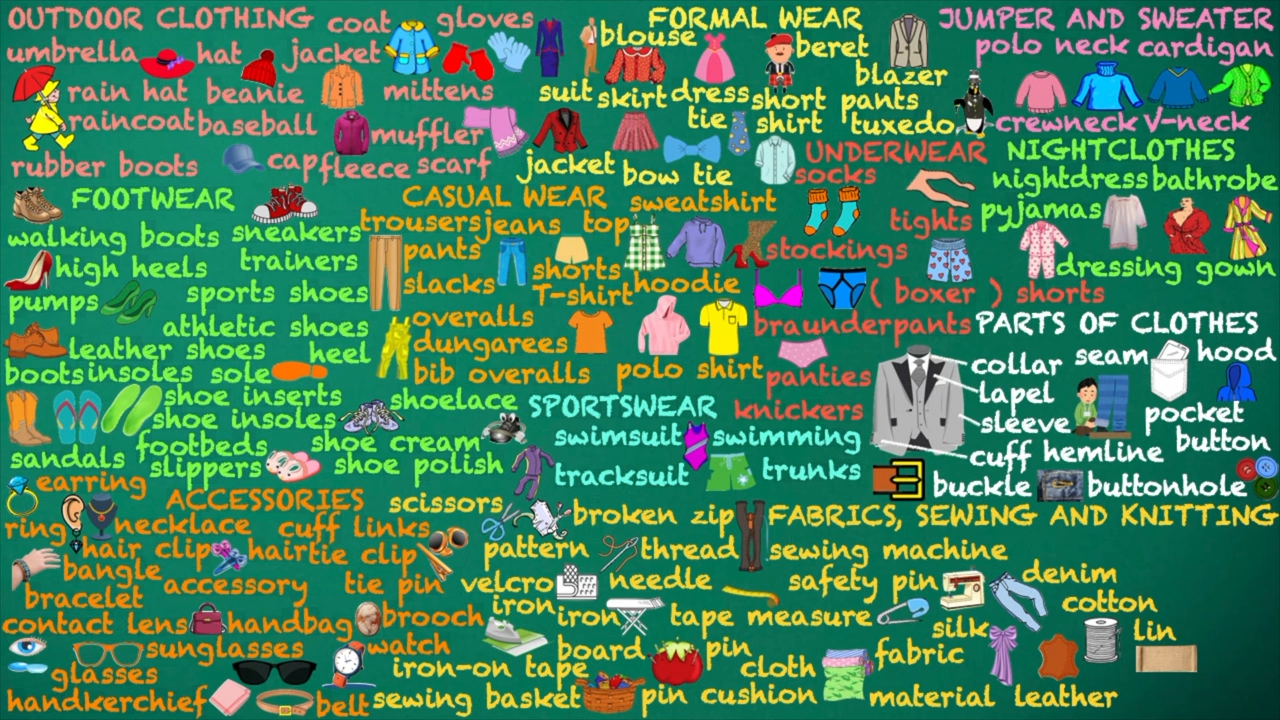 OUTDOOR CLOTHING
coat
gloves
umbrella
hat
jacket
rain hat
beanie
mittens
raincoat
baseball cap
muffler
rubber boots
fleece
scarf
FORMAL WEAR
blouse
beret
blazer
suit
skirt
dress
short
pants
tie
shirt
tuxedo
jacket
bow tie
JUMPER AND SWEATER
polo neck
cardigan
crewneck
V-neck
UNDERWEAR
socks
tights
stockings
( boxer ) shorts
bra
underpants
panties
knickers
NIGHTCLOTHES
nightdress
bathrobe
pyjamas
dressing gown
FOOTWEAR
walking boots
sneakers
trainers
high heels
pumps
sports shoes
athletic shoes
leather shoes
heel
boots
insoles
sole
shoe inserts
shoelace
shoe insoles
footbeds
shoe cream
sandals
slippers
shoe polish
CASUAL WEAR
sweatshirt
trousers
jeans
top
pants
slacks
shorts
T-shirt
hoodie
overalls
dungarees
bib overalls
polo shirt
SPORTSWEAR
swimsuit
swimming
trunks
tracksuit
PARTS OF CLOTHES
collar
seam
hood
lapel
sleeve
pocket
cuff
hemline
button
buckle
buttonhole
ACCESSORIES
earring
ring
necklace
cuff links
hair clip
hairtie clip
bangle
accessory
tie pin
bracelet
contact lens
handbag
brooch
sunglasses
watch
glasses
handkerchief
belt
FABRICS, SEWING AND KNITTING
scissors
broken zip
pattern
thread
sewing machine
velcro
needle
safety pin
denim
cotton
iron
iron
board
tape measure
silk
lin
pin
iron-on tape
cloth
fabric
sewing basket
pin cushion
material
leather